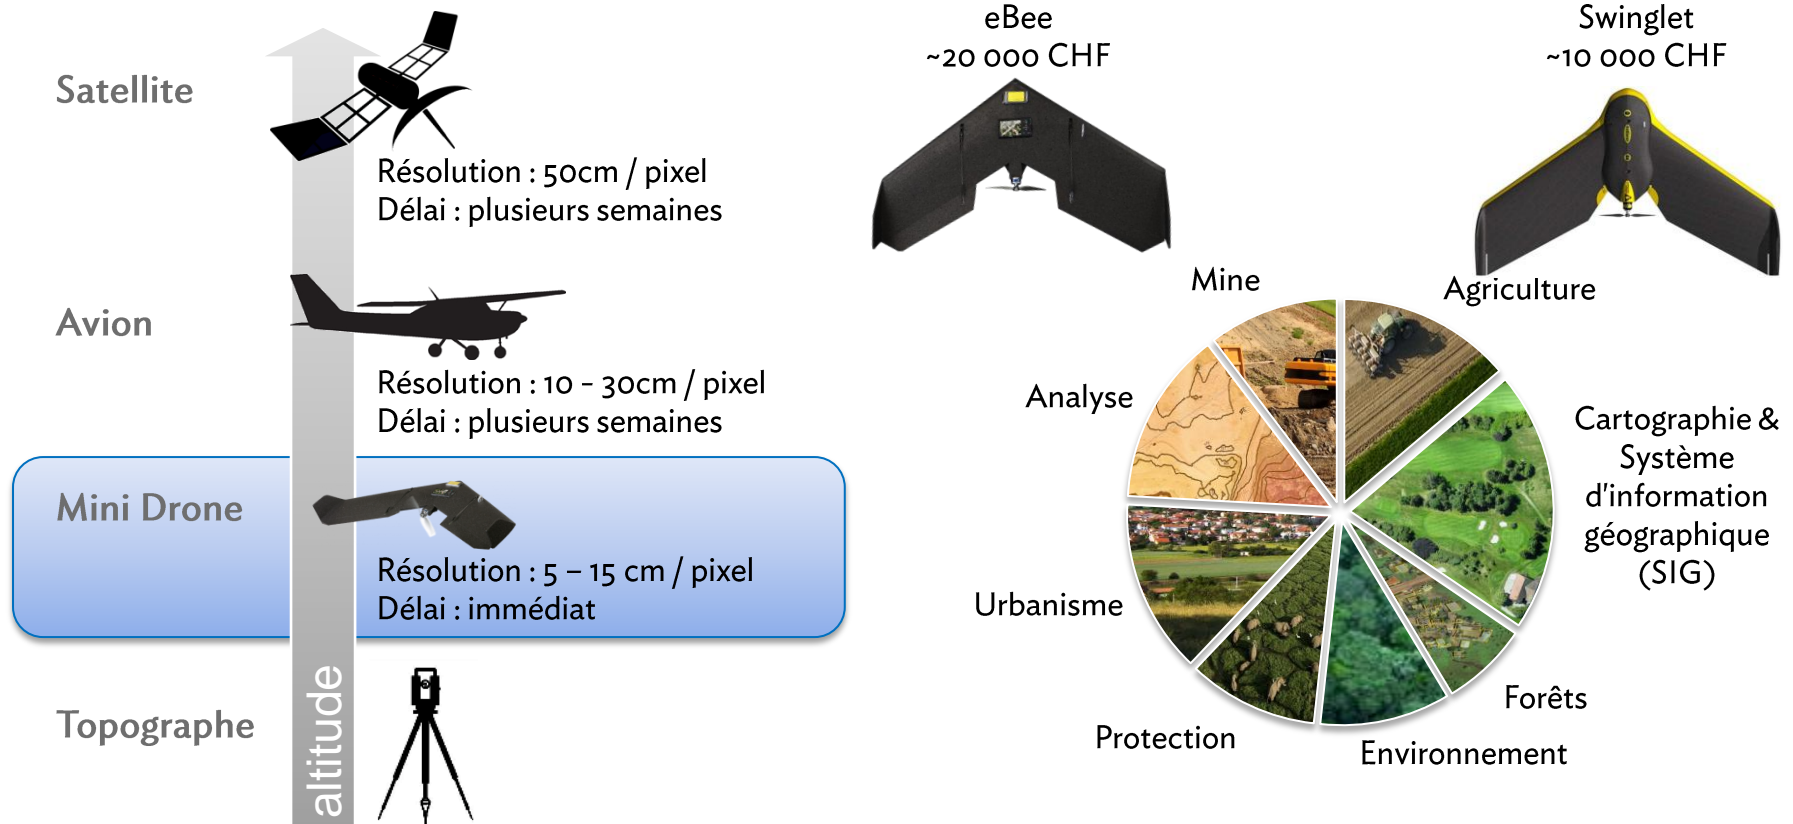 Satellite
Résolution : 50cm / pixel
Délai : plusieurs semaines
Avion
Résolution : 10 - 30cm / pixel
Délai : plusieurs semaines
Mini Drone
Résolution : 5 – 15 cm / pixel
Délai : immédiat
Topographe
altitude
eBee
~20 000 CHF
Swinglet
~10 000 CHF
Mine
Agriculture
Analyse
Cartographie &
Système
d'information
géographique
(SIG)
Urbanisme
Forêts
Protection
Environnement